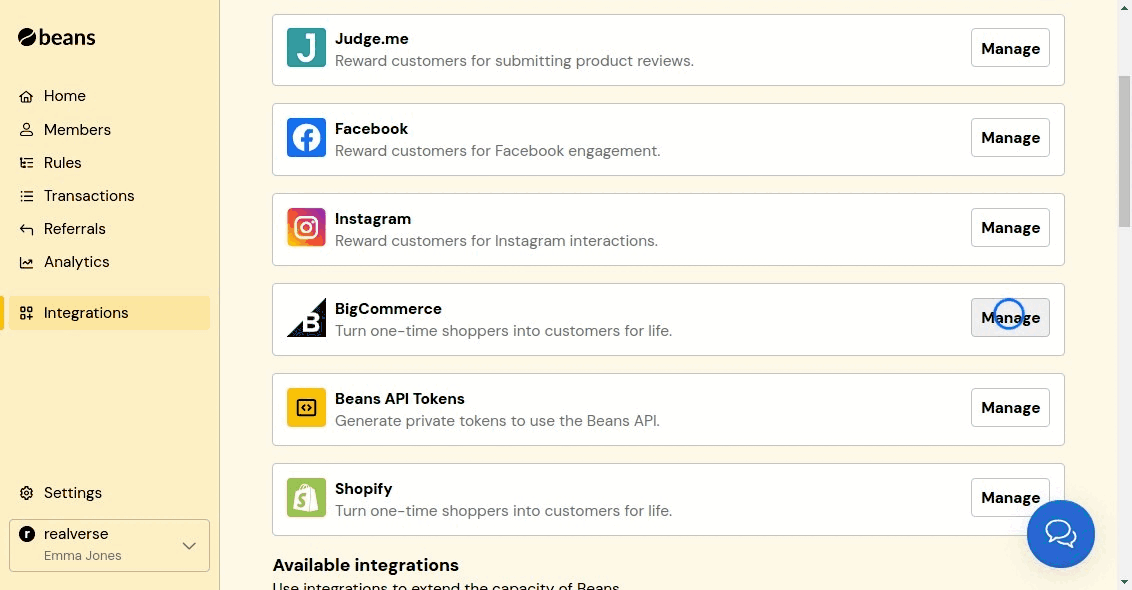 beans
Home
Members
Rules
Transactions
Referrals
Analytics
Integrations
Settings
r realverse
Emma Jones
J Judge.me
Reward customers for submitting product reviews.
Manage
Facebook
Reward customers for Facebook engagement.
Manage
Instagram
Reward customers for Instagram interactions.
Manage
B BigCommerce
Turn one-time shoppers into customers for life.
Manage
Beans API Tokens
Generate private tokens to use the Beans API.
Manage
S Shopify
Turn one-time shoppers into customers for life.
Manage
Available integrations
Use integrations to extend the capacity of Beans